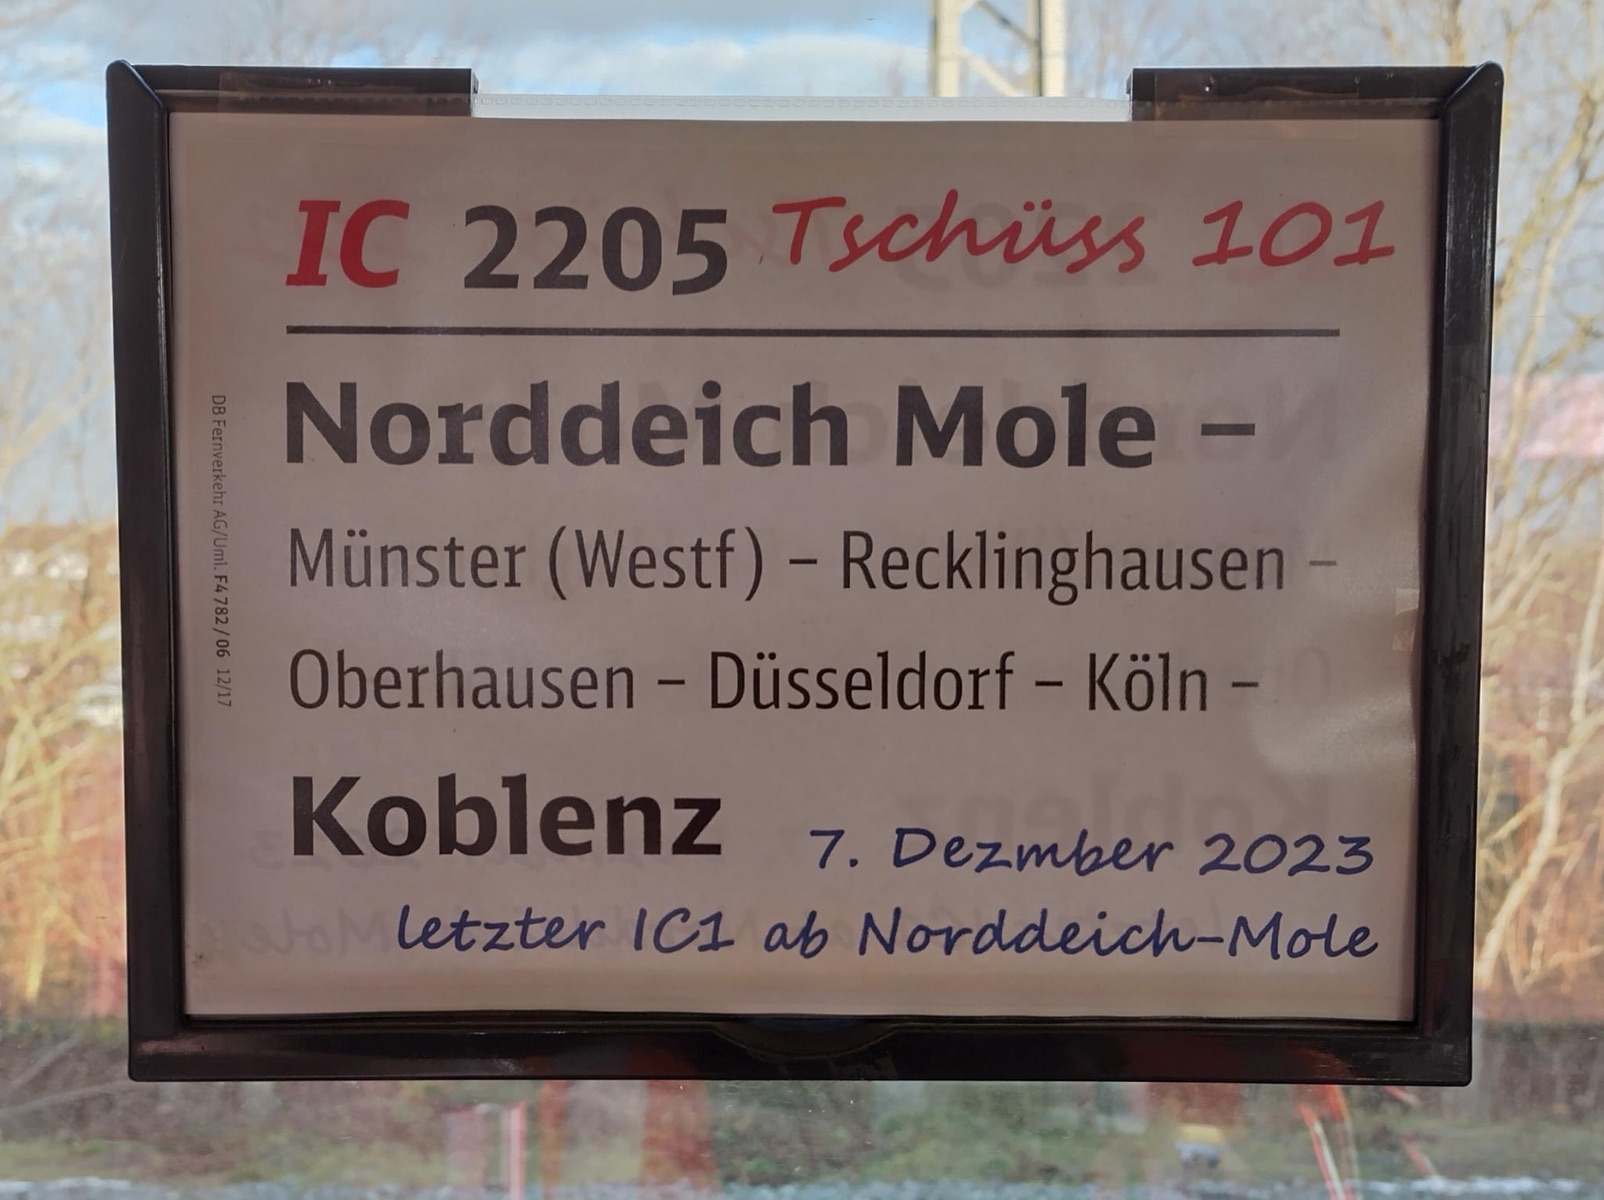 IC 2205 Tschüss 101
Norddeich Mole –
Münster (Westf) – Recklinghausen –
Oberhausen – Düsseldorf – Köln –
Koblenz
7. Dezmber 2023
letzter IC1 ab Norddeich-Mole
DB Fernverkehr AG/Uml. F4782/06 12/17